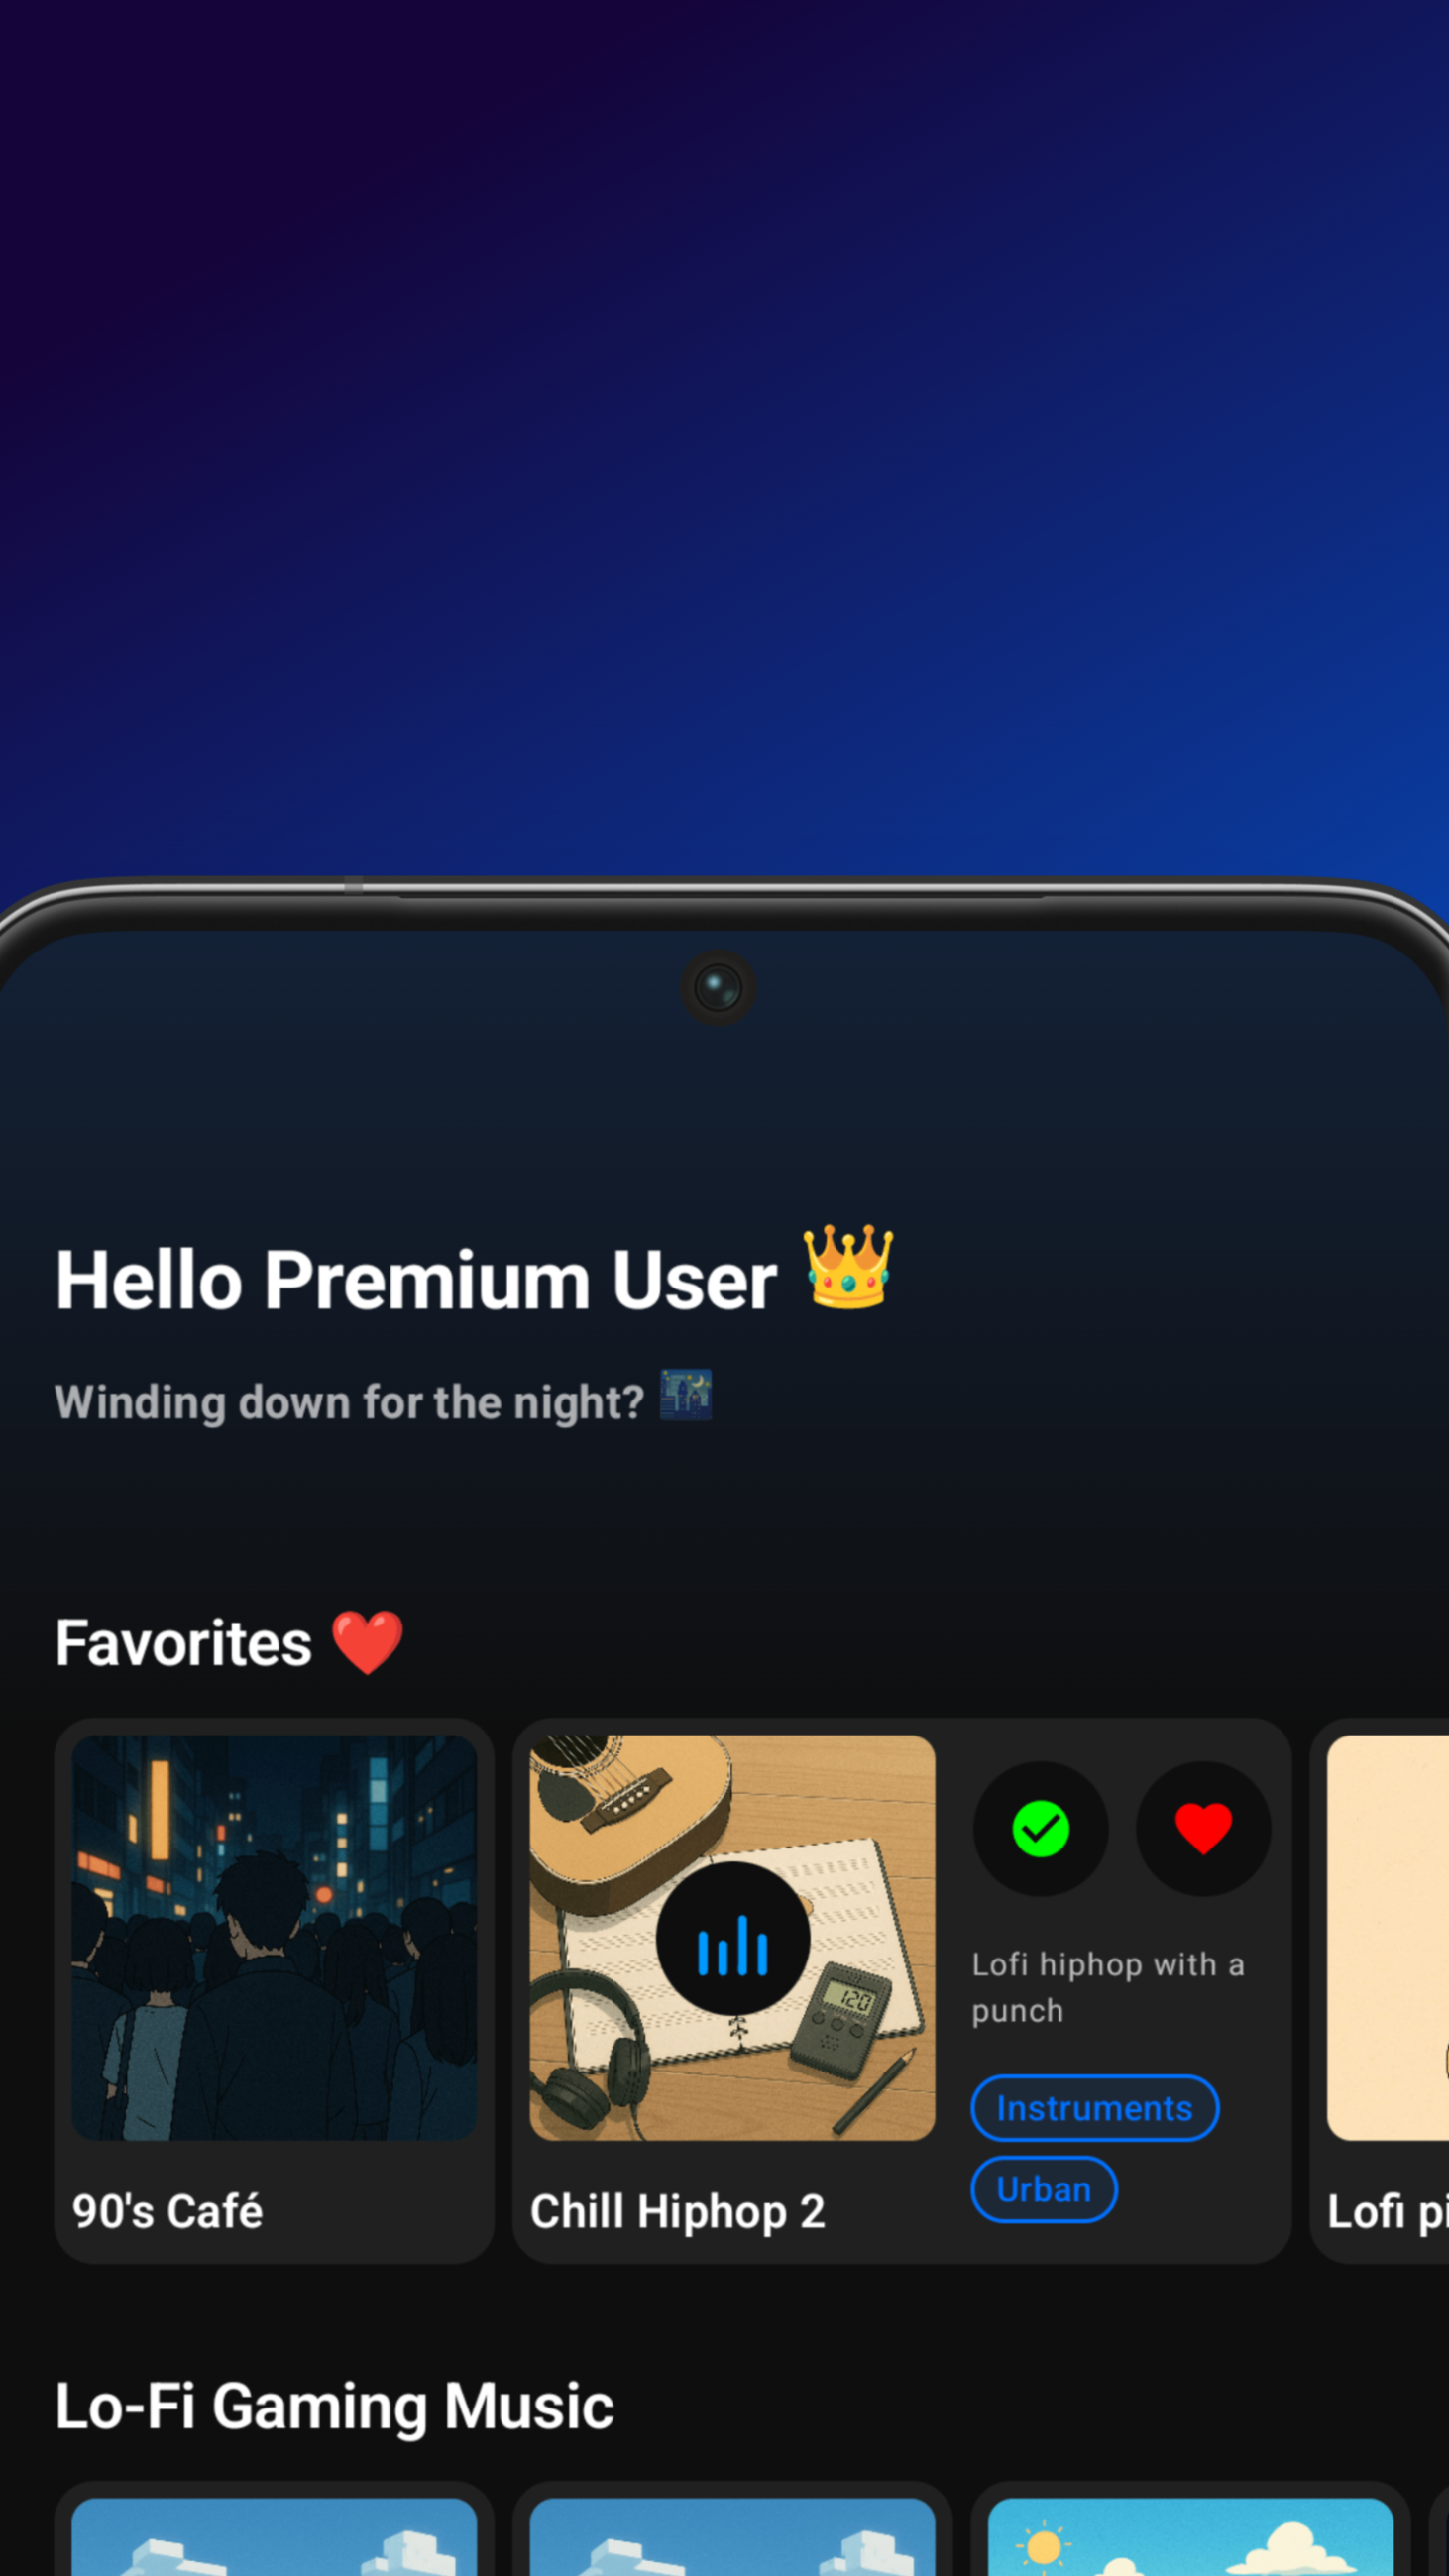 Hello Premium User 👑
Winding down for the night? 🌃
Favorites ❤️
120
Lofi hiphop with a
punch
Instruments
Urban
90's Café
Chill Hiphop 2
Lofi pi
Lo-Fi Gaming Music